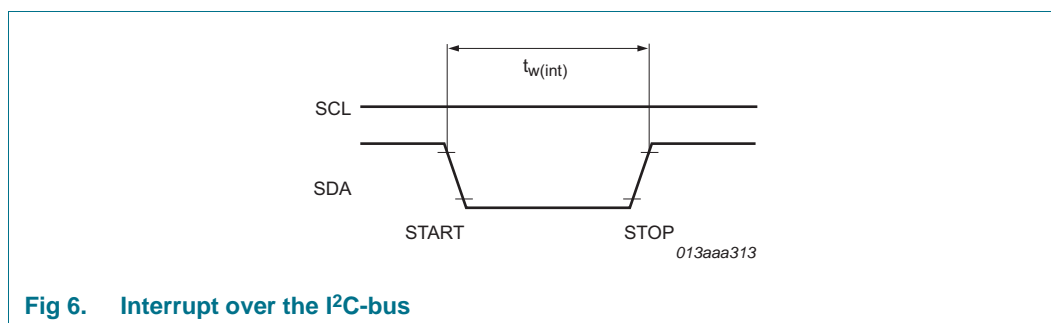 tw(int)
SCL
SDA
START STOP
013aaa313
Fig 6. Interrupt over the I²C-bus